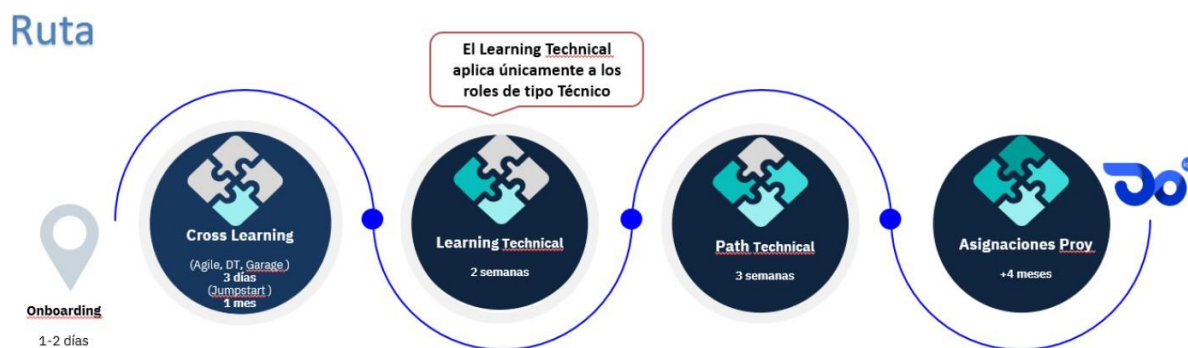 Ruta
El Learning Technical
aplica únicamente a los
roles de tipo Técnico
Cross Learning
(Agile, DT, Garage )
3 días
(Jumpstart )
1 mes
Learning Technical
2 semanas
Path Technical
3 semanas
Asignaciones Proy
+4 meses
Onboarding
1-2 días